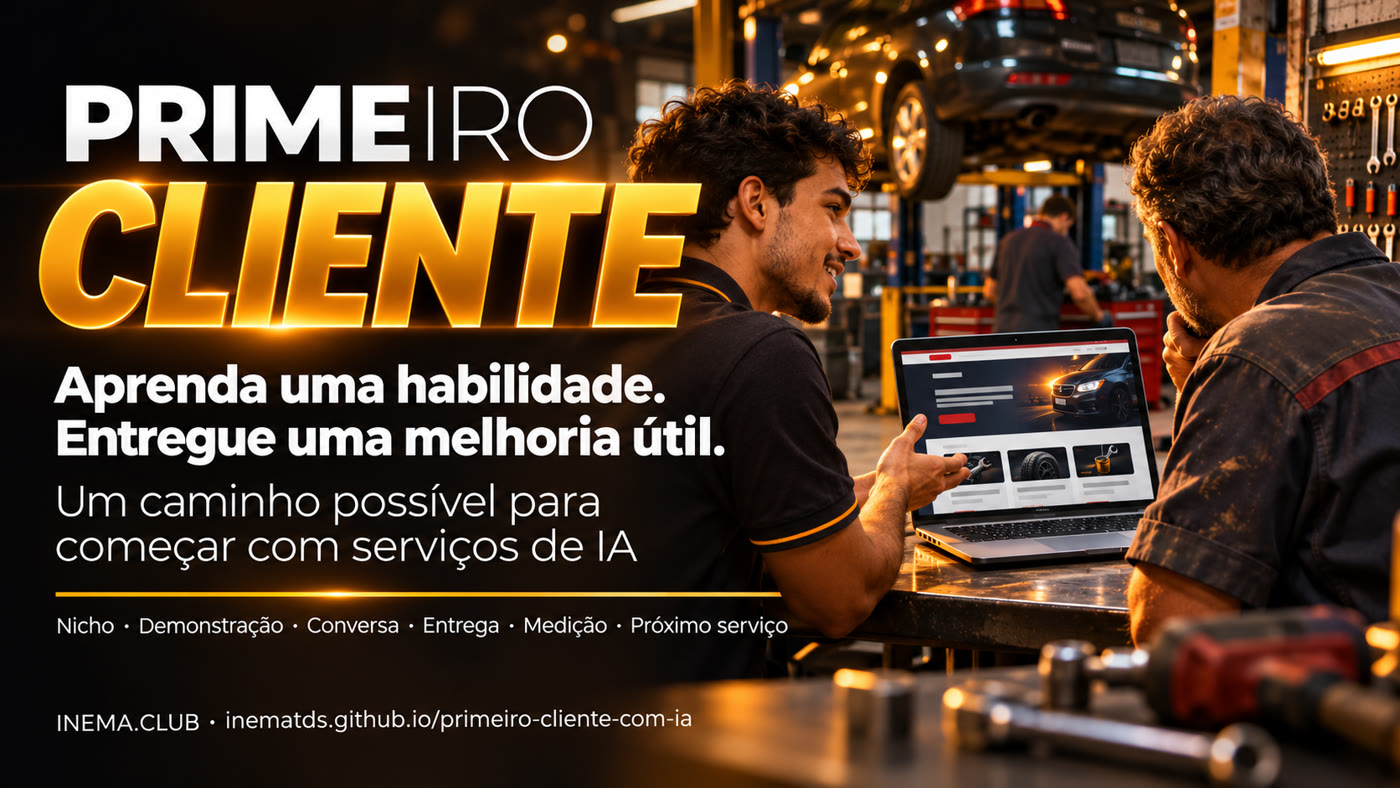 PRIMEIRO
CLIENTE
Aprenda uma habilidade.
Entregue uma melhoria útil.
Um caminho possível para
começar com serviços de IA
Nicho • Demonstração • Conversa • Entrega • Medição • Próximo serviço
INEMA.CLUB • inematds.github.io/primeiro-cliente-com-ia